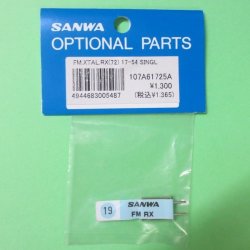 SANWA
OPTIONAL PARTS
FM.XTAL:RX(72) 17-54 SINGL
107A61725A
¥1,300
4944683005487
(税込¥1,365)
19
SANWA
FM RX